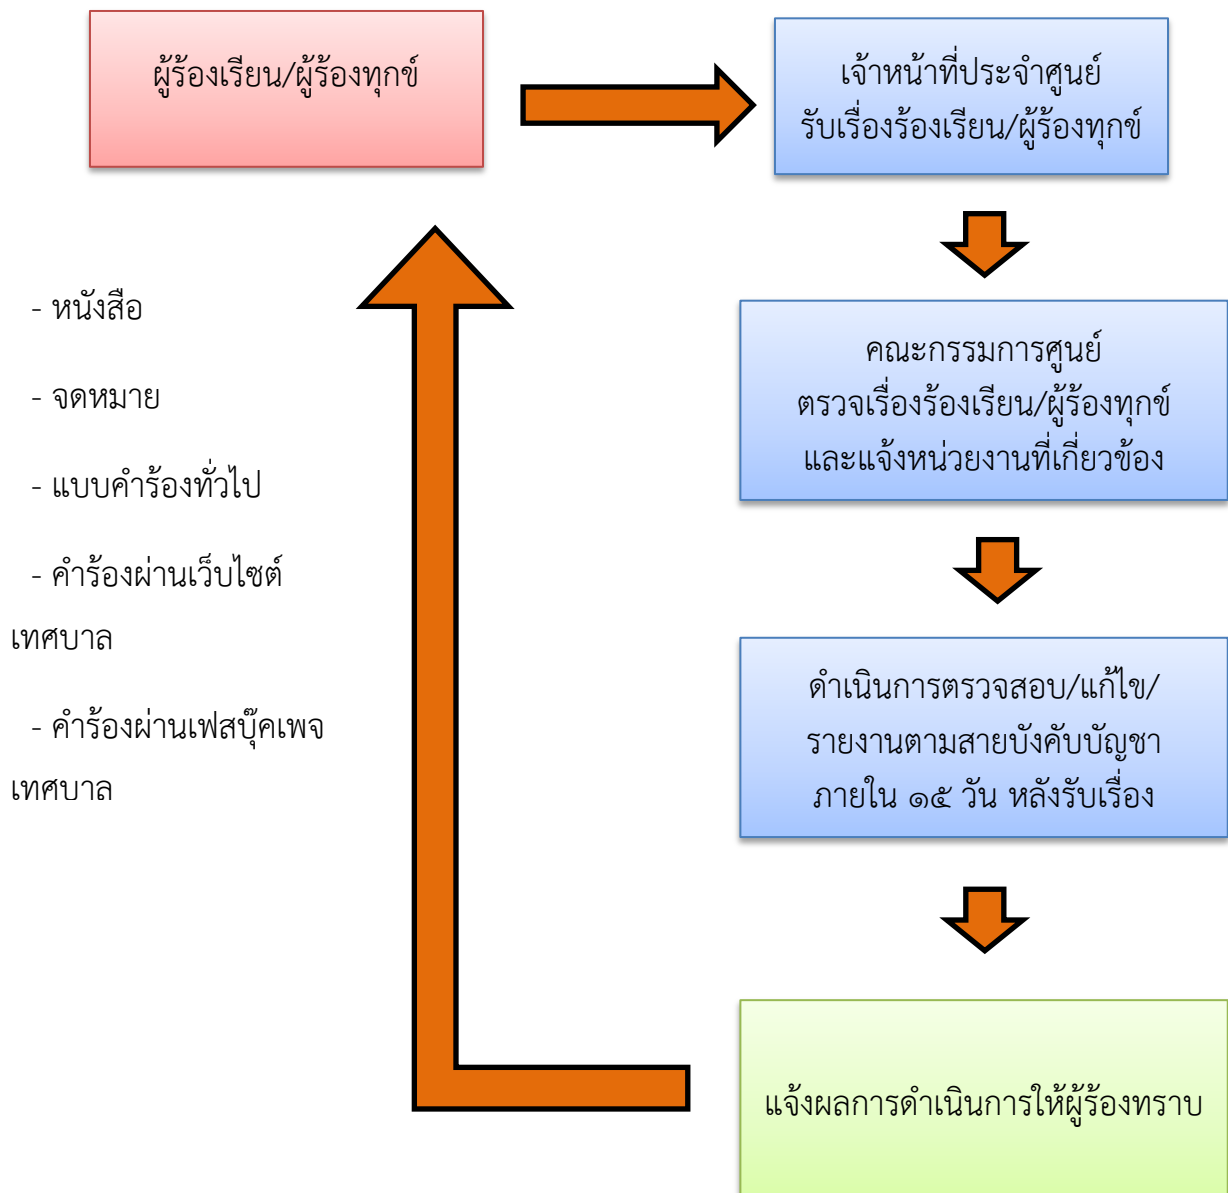 ผู้ร้องเรียน/ผู้ร้องทุกข์
เจ้าหน้าที่ประจำศูนย์
รับเรื่องร้องเรียน/ผู้ร้องทุกข์
- หนังสือ
- จดหมาย
- แบบคำร้องทั่วไป
- คำร้องผ่านเว็บไซต์
เทศบาล
- คำร้องผ่านเฟสบุ๊คเพจ
เทศบาล
คณะกรรมการศูนย์
ตรวจเรื่องร้องเรียน/ผู้ร้องทุกข์
และแจ้งหน่วยงานที่เกี่ยวข้อง
ดำเนินการตรวจสอบ/แก้ไข/
รายงานตามสายบังคับบัญชา
ภายใน ๑๕ วัน หลังรับเรื่อง
แจ้งผลการดำเนินการให้ผู้ร้องทราบ